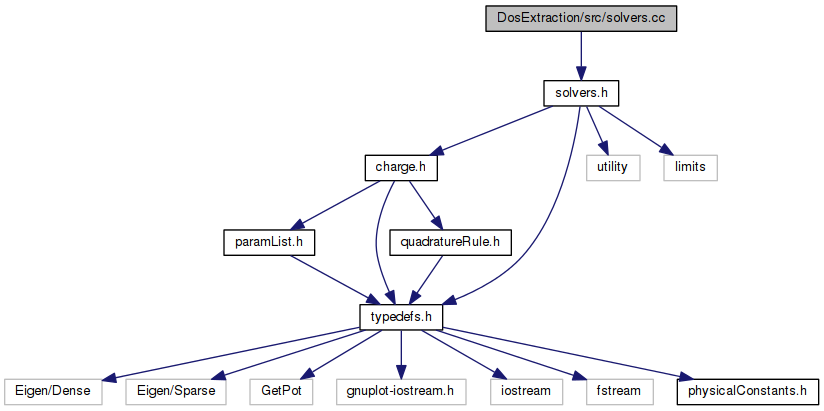 DosExtraction/src/solvers.cc
solvers.h
charge.h
utility
limits
paramList.h
quadratureRule.h
typedefs.h
Eigen/Dense
Eigen/Sparse
GetPot
gnuplot-iostream.h
iostream
fstream
physicalConstants.h